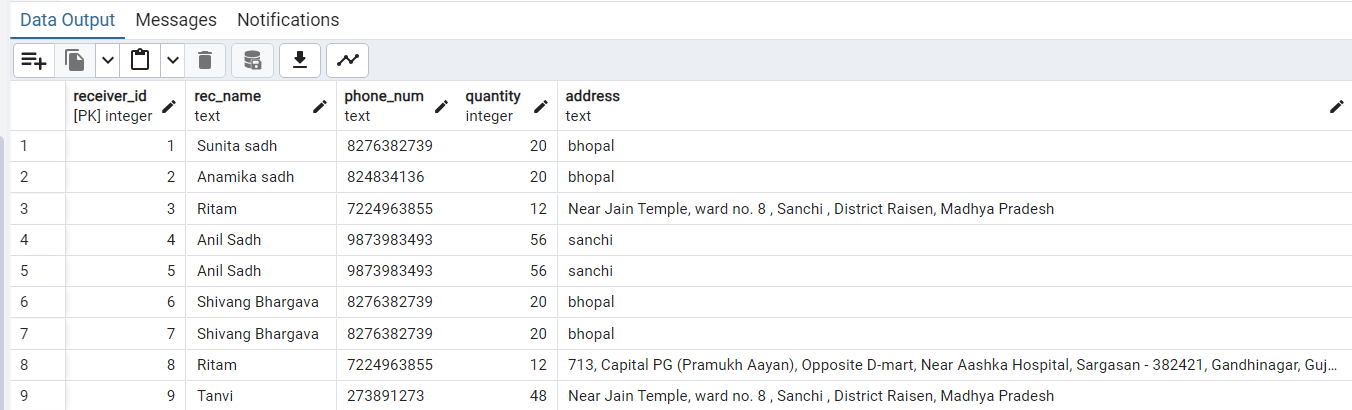 Data Output Messages Notifications
receiver_id rec_name phone_num quantity address
[PK] integer text text integer text
1 1 Sunita sadh 8276382739 20 bhopal
2 2 Anamika sadh 824834136 20 bhopal
3 3 Ritam 7224963855 12 Near Jain Temple, ward no. 8 , Sanchi , District Raisen, Madhya Pradesh
4 4 Anil Sadh 9873983493 56 sanchi
5 5 Anil Sadh 9873983493 56 sanchi
6 6 Shivang Bhargava 8276382739 20 bhopal
7 7 Shivang Bhargava 8276382739 20 bhopal
8 8 Ritam 7224963855 12 713, Capital PG (Pramukh Aayan), Opposite D-mart, Near Aashka Hospital, Sargasan - 382421, Gandhinagar, Guj...
9 9 Tanvi 273891273 48 Near Jain Temple, ward no. 8 , Sanchi , District Raisen, Madhya Pradesh